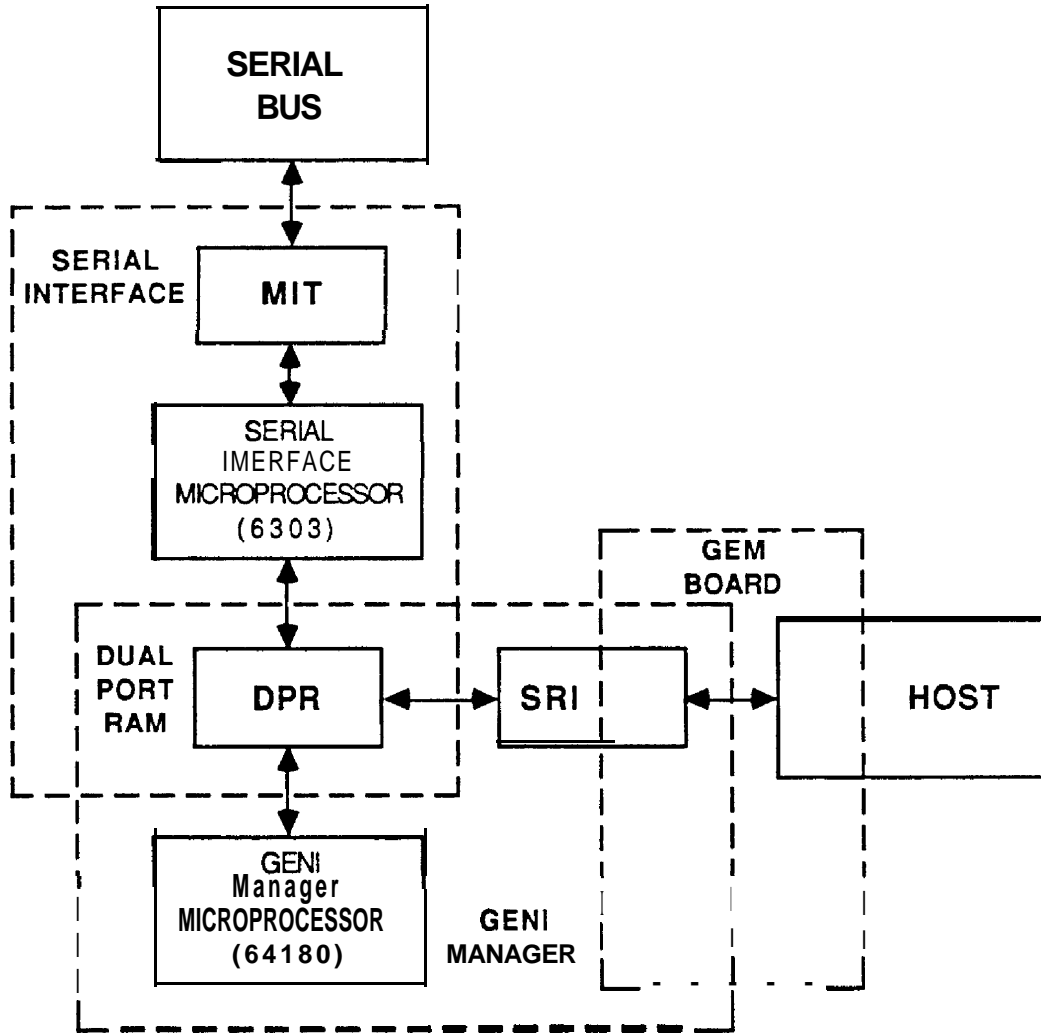 SERIAL
BUS
SERIAL
INTERFACE
MIT
SERIAL
IMERFACE
MICROPROCESSOR
(6303)
GEM
BOARD
DUAL
PORT
RAM
DPR
SRI
HOST
GENI
Manager
MICROPROCESSOR
(64180)
GENI
MANAGER